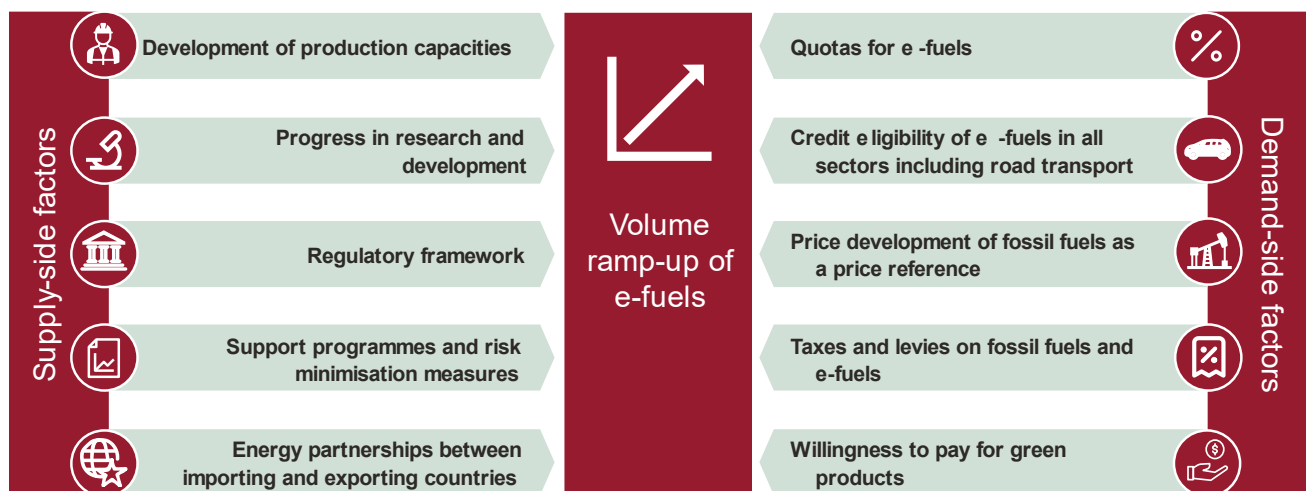 Supply-side factors
Development of production capacities
Progress in research and
development
Regulatory framework
Support programmes and risk
minimisation measures
Energy partnerships between
importing and exporting countries
Volume
ramp-up of
e-fuels
Quotas for e -fuels
Credit eligibility of e -fuels in all
sectors including road transport
Price development of fossil fuels as
a price reference
Taxes and levies on fossil fuels and
e-fuels
Willingness to pay for green
products
Demand-side factors